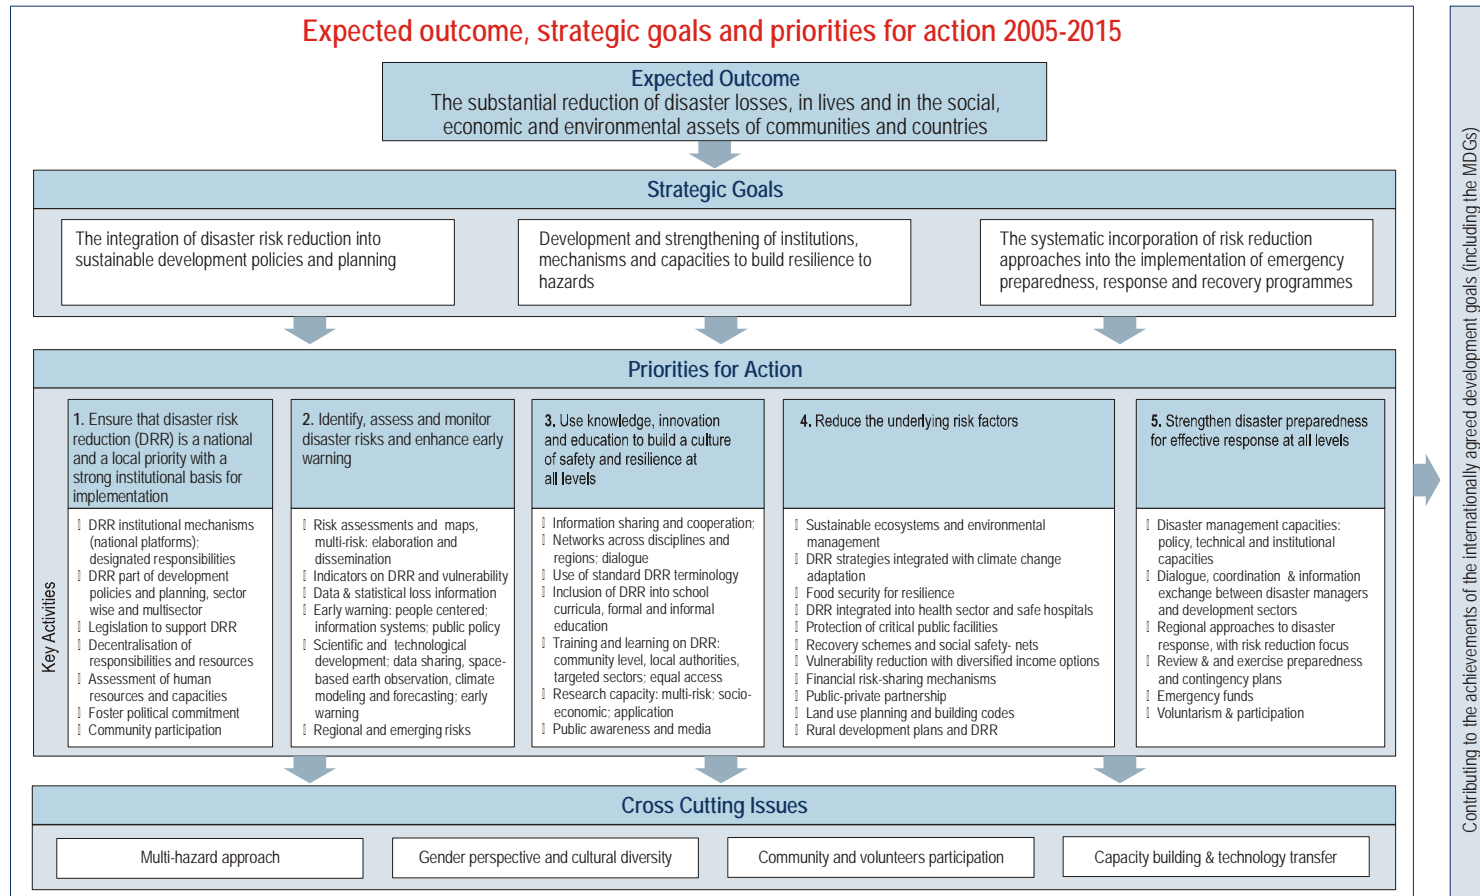 Expected outcome, strategic goals and priorities for action 2005-2015
Expected Outcome
The substantial reduction of disaster losses, in lives and in the social,
economic and environmental assets of communities and countries
Strategic Goals
The integration of disaster risk reduction into
sustainable development policies and planning
Development and strengthening of institutions,
mechanisms and capacities to build resilience to
hazards
The systematic incorporation of risk reduction
approaches into the implementation of emergency
preparedness, response and recovery programmes
Priorities for Action
Key Activities
1. Ensure that disaster risk
reduction (DRR) is a national
and a local priority with a
strong institutional basis for
implementation
DRR institutional mechanisms
(national platforms);
designated responsibilities
DRR part of development
policies and planning, sector
wise and multisector
Legislation to support DRR
Decentralisation of
responsibilities and resources
Assessment of human
resources and capacities
Foster political commitment
Community participation
2. Identify, assess and monitor
disaster risks and enhance early
warning
Risk assessments and maps,
multi-risk: elaboration and
dissemination
Indicators on DRR and vulnerability
Data & statistical loss information
Early warning: people centered;
information systems; public policy
Scientific and technological
development; data sharing, space-
based earth observation, climate
modeling and forecasting; early
warning
Regional and emerging risks
3. Use knowledge, innovation
and education to build a culture
of safety and resilience at
all levels
Information sharing and cooperation;
Networks across disciplines and
regions; dialogue
Use of standard DRR terminology
Inclusion of DRR into school
curricula, formal and informal
education
Training and learning on DRR:
community level, local authorities,
targeted sectors; equal access
Research capacity: multi-risk; socio-
economic; application
Public awareness and media
4. Reduce the underlying risk factors
Sustainable ecosystems and environmental
management
DRR strategies integrated with climate change
adaptation
Food security for resilience
DRR integrated into health sector and safe hospitals
Protection of critical public facilities
Recovery schemes and social safety- nets
Vulnerability reduction with diversified income options
Financial risk-sharing mechanisms
Public-private partnership
Land use planning and building codes
Rural development plans and DRR
5. Strengthen disaster preparedness
for effective response at all levels
Disaster management capacities:
policy, technical and institutional
capacities
Dialogue, coordination & information
exchange between disaster managers
and development sectors
Regional approaches to disaster
response, with risk reduction focus
Review & and exercise preparedness
and contingency plans
Emergency funds
Voluntarism & participation
Cross Cutting Issues
Multi-hazard approach
Gender perspective and cultural diversity
Community and volunteers participation
Capacity building & technology transfer
Contributing to the achievements of the internationally agreed development goals (including the MDGs)